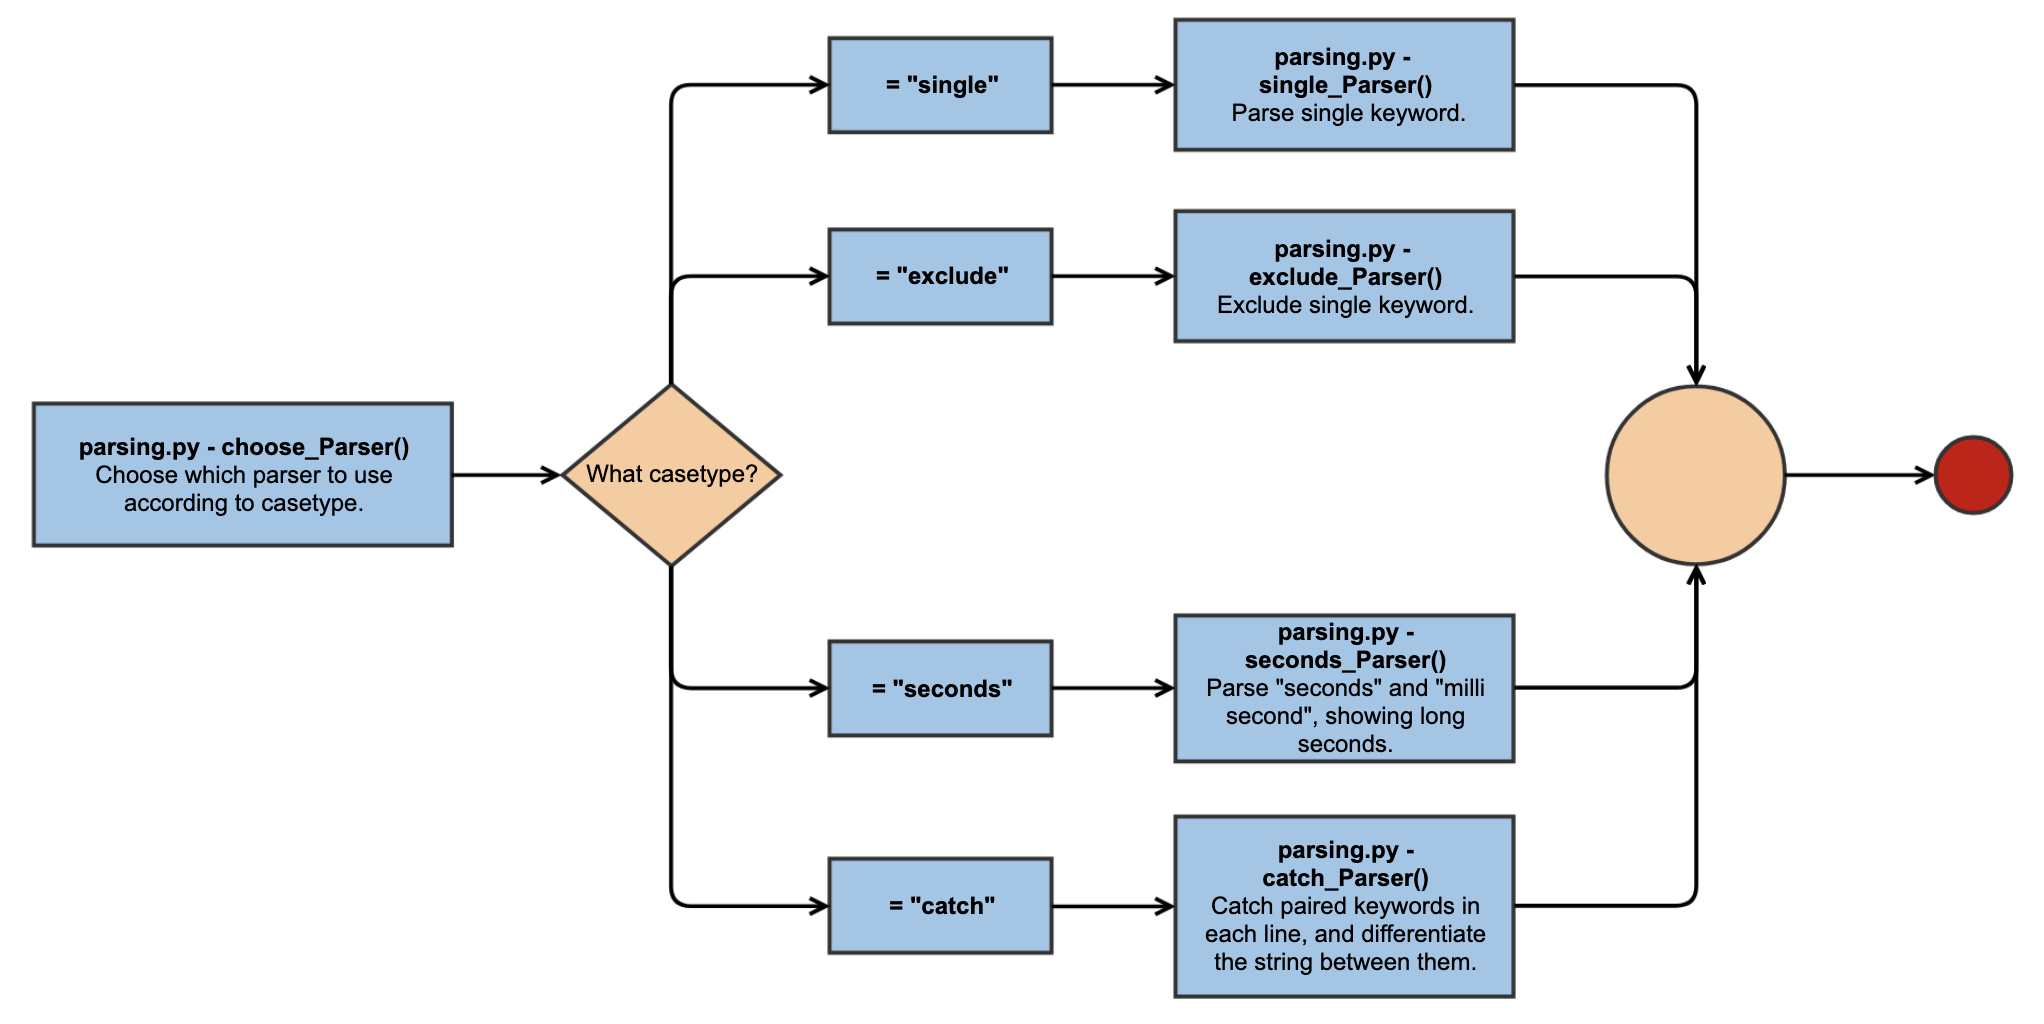 parsing.py - choose_Parser()
Choose which parser to use
according to casetype.
What casetype?
= "single"
parsing.py -
single_Parser()
Parse single keyword.
= "exclude"
parsing.py -
exclude_Parser()
Exclude single keyword.
= "seconds"
parsing.py -
seconds_Parser()
Parse "seconds" and "milli
second", showing long
seconds.
= "catch"
parsing.py -
catch_Parser()
Catch paired keywords in
each line, and differentiate
the string between them.